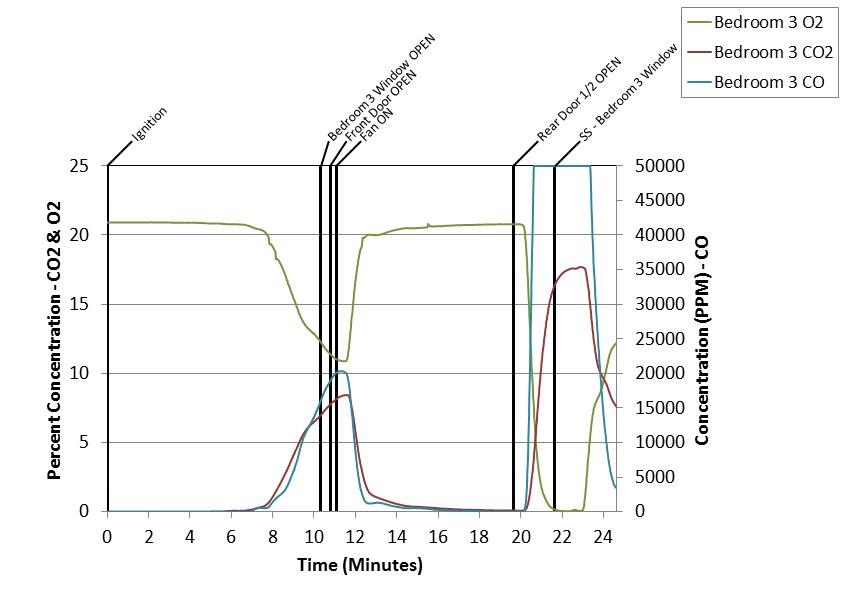 Bedroom 3 O2
Bedroom 3 CO2
Bedroom 3 CO
Ignition
Bedroom 3 Window OPEN
Front Door OPEN
Fan ON
Rear Door 1/2 OPEN
SS - Bedroom 3 Window
Percent Concentration - CO2 & O2
25
20
15
10
5
0
50000
45000
40000
35000
30000
25000
20000
15000
10000
5000
0
Concentration (PPM) - CO
0 2 4 6 8 10 12 14 16 18 20 22 24
Time (Minutes)